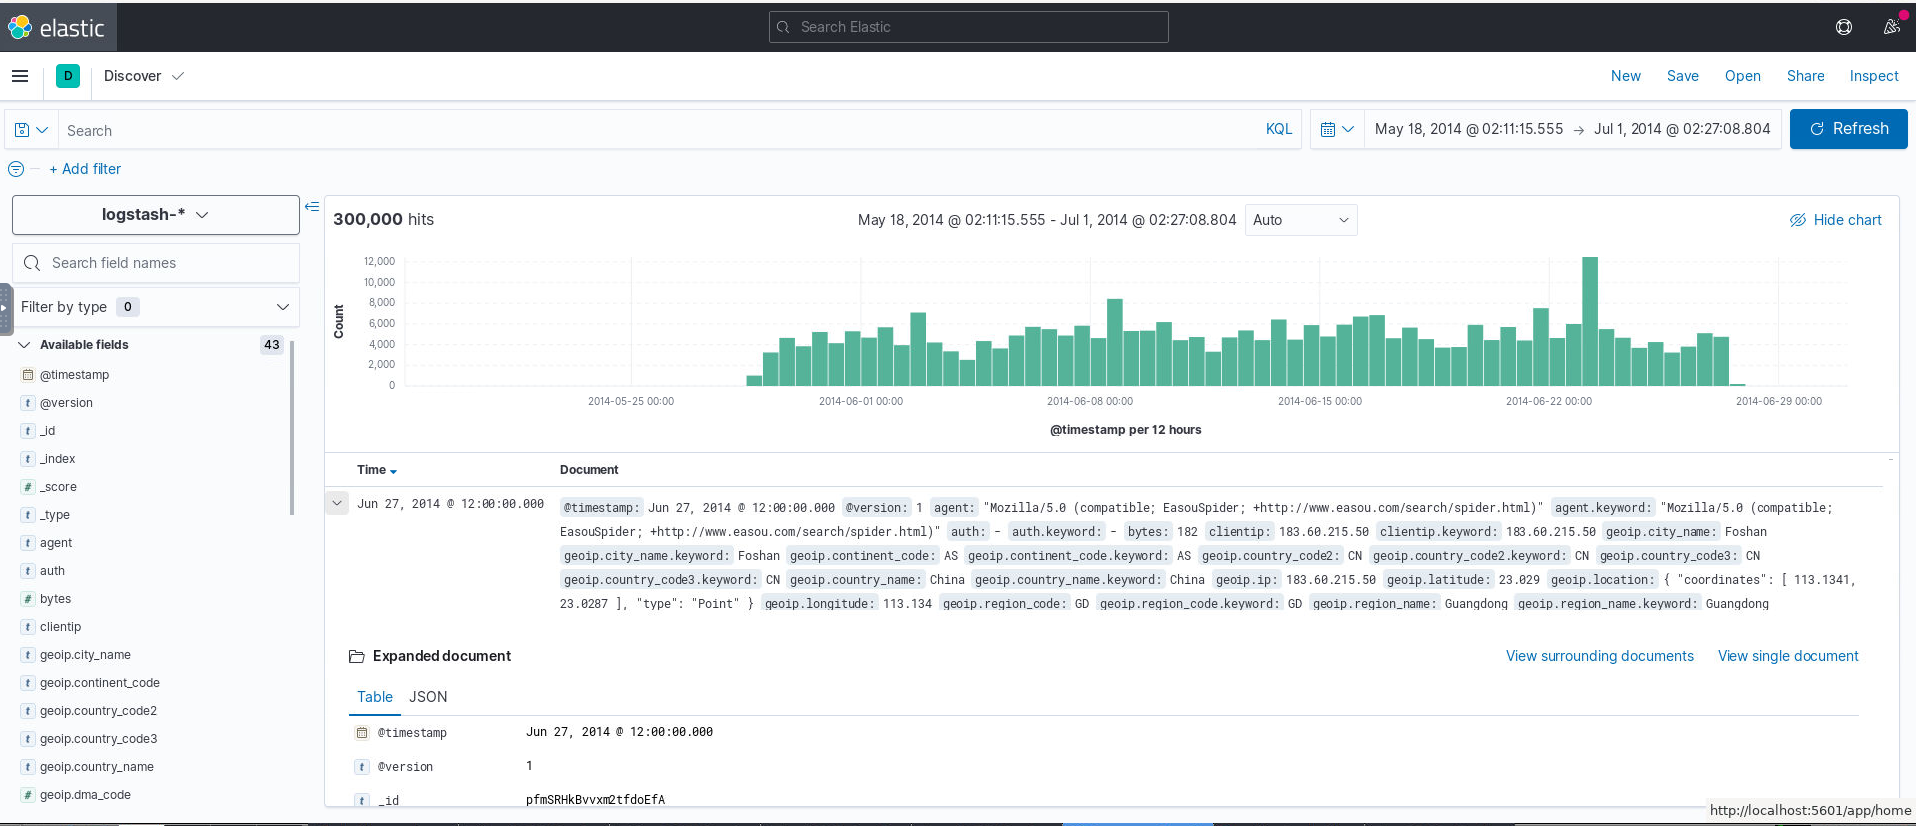 elastic
Search Elastic
D
Discover
New Save Open Share Inspect
Search
KQL
May 18, 2014 @ 02:11:15.555 → Jul 1, 2014 @ 02:27:08.804
Refresh
+ Add filter
logstash-*
Search field names
Filter by type 0
Available fields 43
@timestamp
t @version
t _id
t _index
# _score
t _type
t agent
t auth
# bytes
t clientip
t geoip.city_name
t geoip.continent_code
t geoip.country_code2
t geoip.country_code3
t geoip.country_name
# geoip.dma_code
300,000 hits
May 18, 2014 @ 02:11:15.555 - Jul 1, 2014 @ 02:27:08.804
Auto
Hide chart
Count
12,000
10,000
8,000
6,000
4,000
2,000
0
2014-05-25 00:00 2014-06-01 00:00 2014-06-08 00:00 2014-06-15 00:00 2014-06-22 00:00 2014-06-29 00:00
@timestamp per 12 hours
Time Document
Jun 27, 2014 @ 12:00:00.000
@timestamp: Jun 27, 2014 @ 12:00:00.000 @version: 1 agent: "Mozilla/5.0 (compatible; EasouSpider; +http://www.easou.com/search/spider.html)" agent.keyword: "Mozilla/5.0 (compatible;
EasouSpider; +http://www.easou.com/search/spider.html)" auth: - auth.keyword: - bytes: 182 clientip: 183.60.215.50 clientip.keyword: 183.60.215.50 geoip.city_name: Foshan
geoip.city_name.keyword: Foshan geoip.continent_code: AS geoip.continent_code.keyword: AS geoip.country_code2: CN geoip.country_code2.keyword: CN geoip.country_code3: CN
geoip.country_code3.keyword: CN geoip.country_name: China geoip.country_name.keyword: China geoip.ip: 183.60.215.50 geoip.latitude: 23.029 geoip.location: { "coordinates": [ 113.1341,
23.0287 ], "type": "Point" } geoip.longitude: 113.134 geoip.region_code: GD geoip.region_code.keyword: GD geoip.region_name: Guangdong geoip.region_name.keyword: Guangdong
Expanded document
View surrounding documents View single document
Table JSON
@timestamp Jun 27, 2014 @ 12:00:00.000
t @version 1
t _id pfmSRHkBvvxm2tfdoEfA
http://localhost:5601/app/home